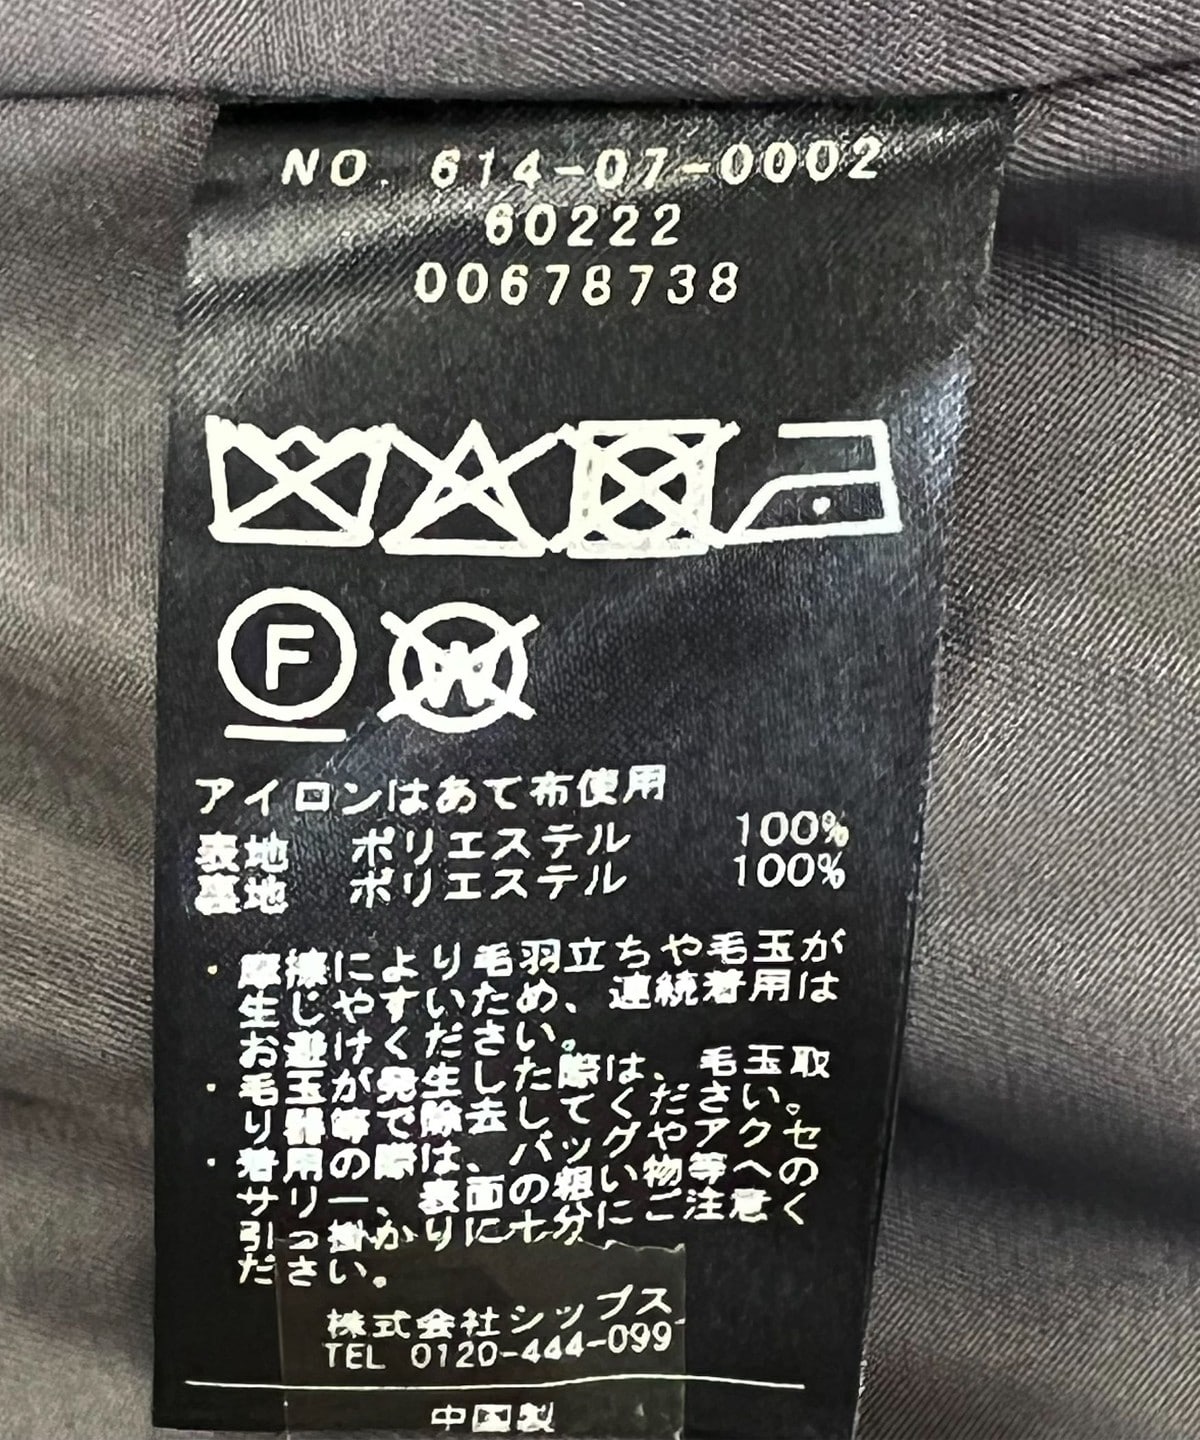 NO. 614-07-0002
60222
00678738
F
W
アイロンはあて布使用
表地 ポリエステル 100%
裏地 ポリエステル 100%
・摩擦により毛羽立ちや毛玉が
生じやすいため、連続着用は
お避けください。
・毛玉が発生した際は、毛玉取
り器等で除去してください。
・着用の際は、バッグやアクセ
サリー、表面の粗い物等への
引っ掛かりに十分にご注意く
ださい。
株式会社シップス
TEL 0120-444-099
中国製